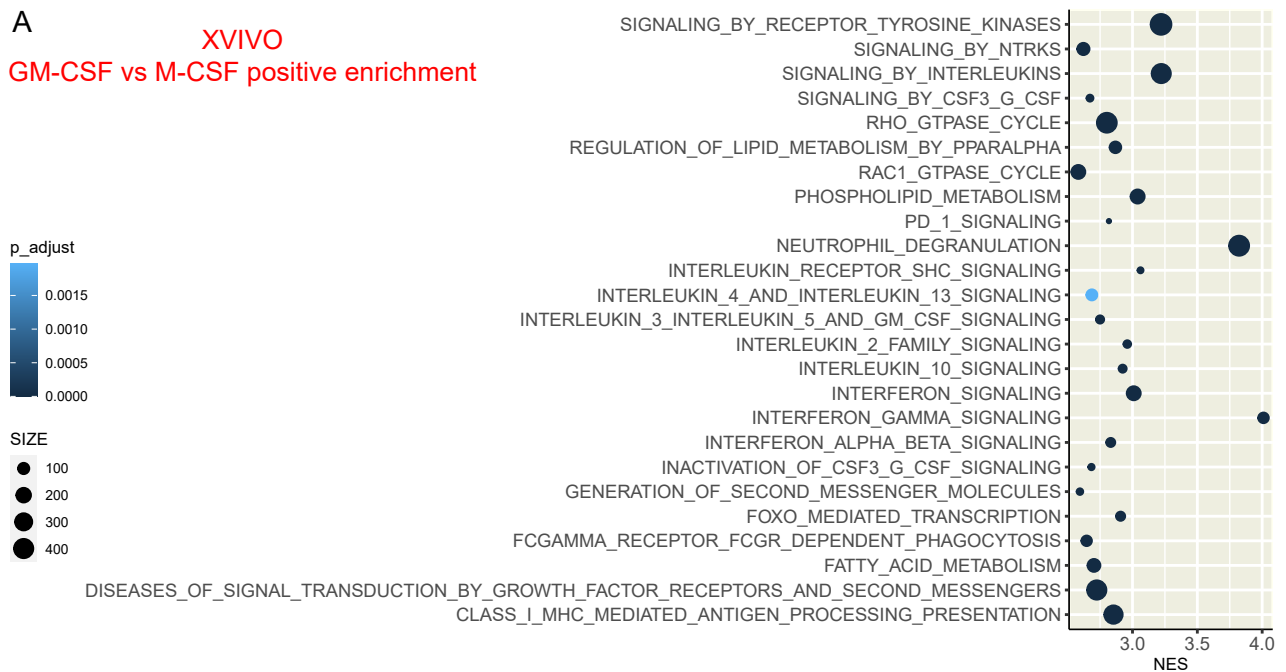 A
XVIVO
GM-CSF vs M-CSF positive enrichment
SIGNALING_BY_RECEPTOR_TYROSINE_KINASES
SIGNALING_BY_NTRKS
SIGNALING_BY_INTERLEUKINS
SIGNALING_BY_CSF3_G_CSF
RHO_GTPASE_CYCLE
REGULATION_OF_LIPID_METABOLISM_BY_PPARALPHA
RAC1_GTPASE_CYCLE
PHOSPHOLIPID_METABOLISM
PD_1_SIGNALING
NEUTROPHIL_DEGRANULATION
INTERLEUKIN_RECEPTOR_SHC_SIGNALING
INTERLEUKIN_4_AND_INTERLEUKIN_13_SIGNALING
INTERLEUKIN_3_INTERLEUKIN_5_AND_GM_CSF_SIGNALING
INTERLEUKIN_2_FAMILY_SIGNALING
INTERLEUKIN_10_SIGNALING
INTERFERON_SIGNALING
INTERFERON_GAMMA_SIGNALING
INTERFERON_ALPHA_BETA_SIGNALING
INACTIVATION_OF_CSF3_G_CSF_SIGNALING
GENERATION_OF_SECOND_MESSENGER_MOLECULES
FOXO_MEDIATED_TRANSCRIPTION
FCGAMMA_RECEPTOR_FCGR_DEPENDENT_PHAGOCYTOSIS
FATTY_ACID_METABOLISM
DISEASES_OF_SIGNAL_TRANSDUCTION_BY_GROWTH_FACTOR_RECEPTORS_AND_SECOND_MESSENGERS
CLASS_I_MHC_MEDIATED_ANTIGEN_PROCESSING_PRESENTATION
3.0 3.5 4.0
NES
p_adjust
0.0015
0.0010
0.0005
0.0000
SIZE
100
200
300
400